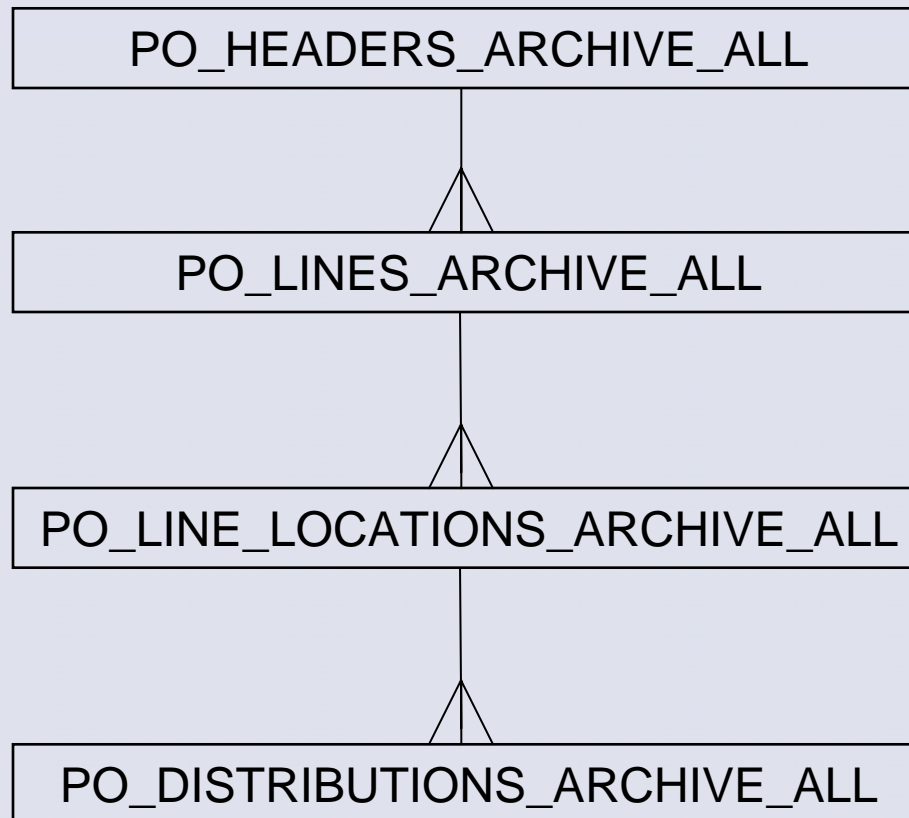 PO_HEADERS_ARCHIVE_ALL
PO_LINES_ARCHIVE_ALL
PO_LINE_LOCATIONS_ARCHIVE_ALL
PO_DISTRIBUTIONS_ARCHIVE_ALL